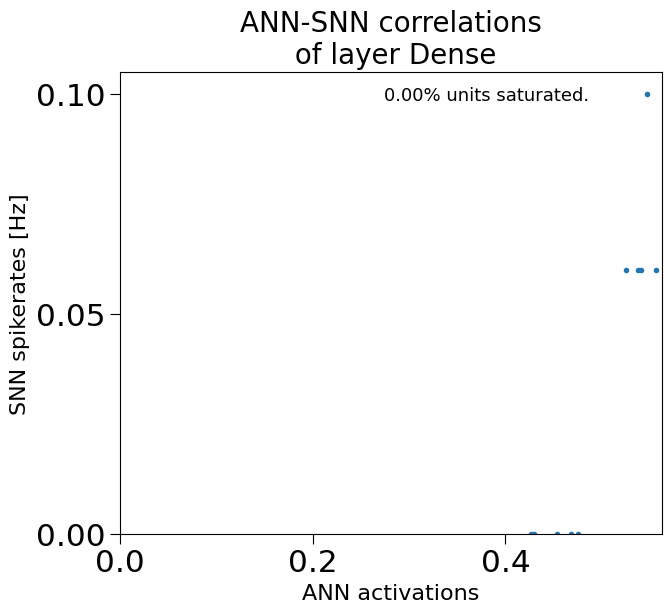 ANN-SNN correlations
of layer Dense
0.00% units saturated.
0.10
0.05
0.00
SNN spikerates [Hz]
0.0 0.2 0.4
ANN activations